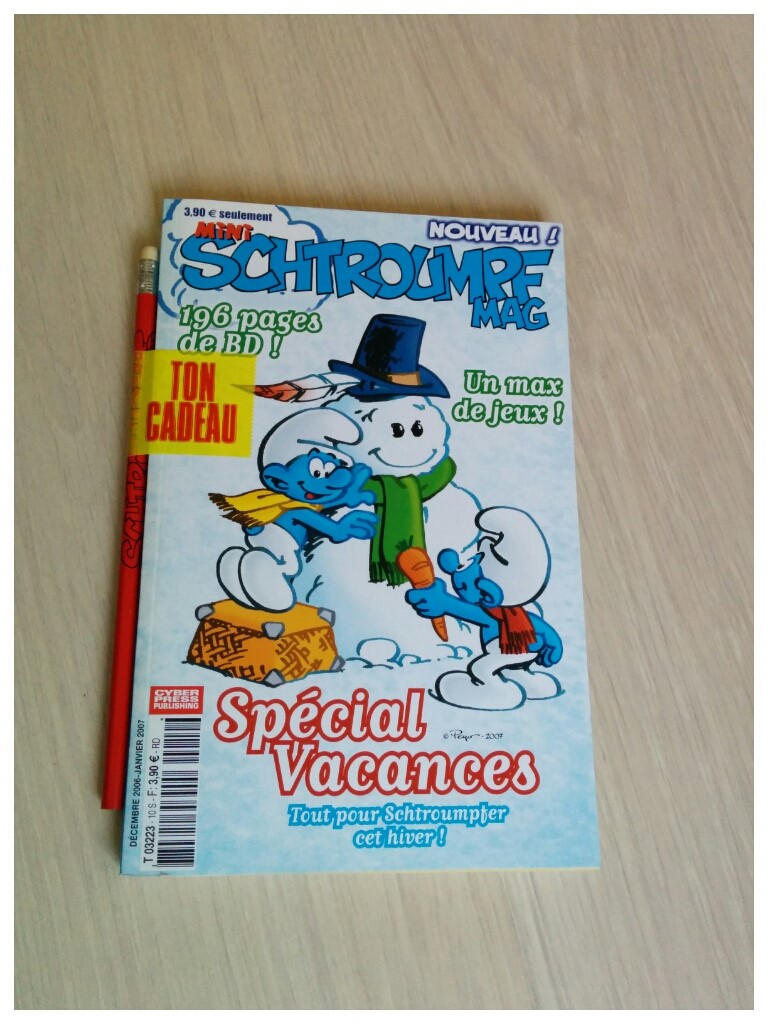 3,90 € seulement
NOUVEAU !
MiNi
SCHTROUMPF
MAG
196 pages
de BD !
TON
CADEAU
Un max
de jeux !
CYBER
PRESS
PUBLISHING
Spécial
Vacances
© Peyo - 2007
Tout pour Schtroumpfer
cet hiver !
DÉCEMBRE 2006-JANVIER 2007
T 03223 - 10 S - F: 3,90 € - RD